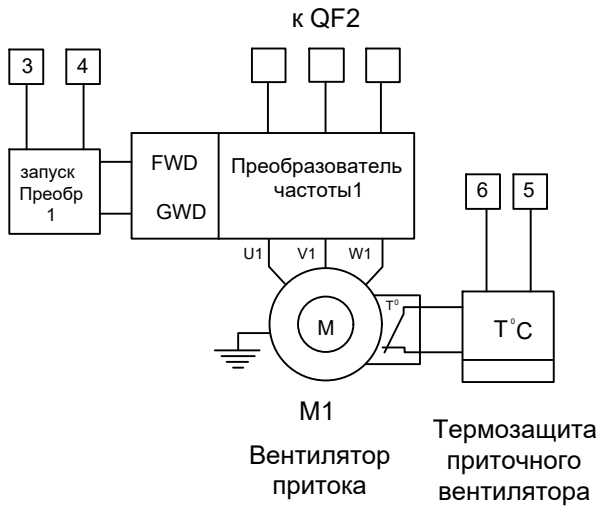 к QF2
3
4
запуск
Преобр
1
FWD
GWD
Преобразователь
частоты1
6
5
U1
V1
W1
T⁰
M
T°C
M1
Вентилятор
притока
Термозащита
приточного
вентилятора